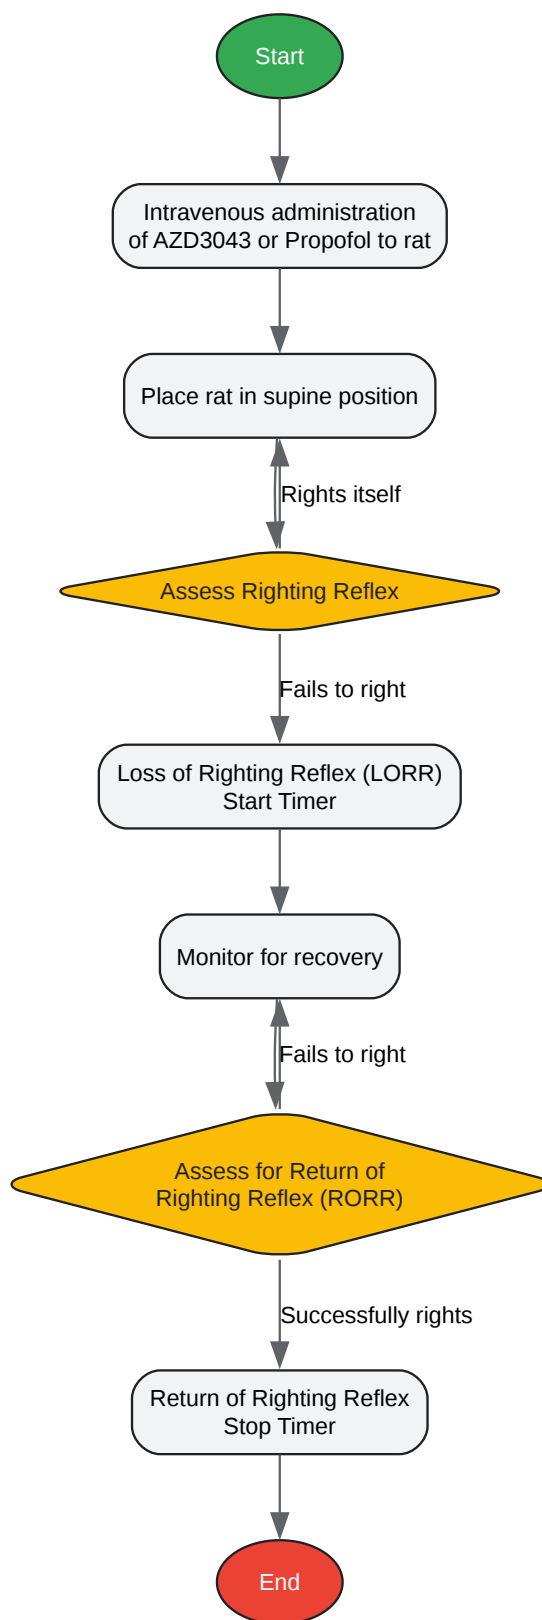 Start
Intravenous administration
of AZD3043 or Propofol to rat
Place rat in supine position
Rights itself
Assess Righting Reflex
Fails to right
Loss of Righting Reflex (LORR)
Start Timer
Monitor for recovery
Fails to right
Assess for Return of
Righting Reflex (RORR)
Successfully rights
Return of Righting Reflex
Stop Timer
End